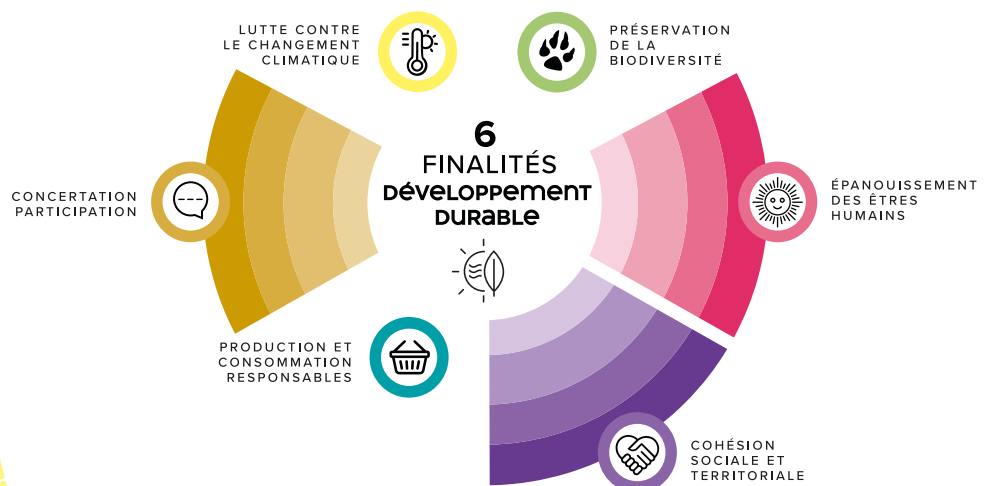 LUTTE CONTRE
LE CHANGEMENT
CLIMATIQUE
PRÉSERVATION
DE LA
BIODIVERSITÉ
6
FINALITÉS
DÉVELOPPEMENT
DURABLE
CONCERTATION
PARTICIPATION
ÉPANOUISSEMENT
DES ÊTRES
HUMAINS
PRODUCTION ET
CONSOMMATION
RESPONSABLES
COHÉSION
SOCIALE ET
TERRITORIALE